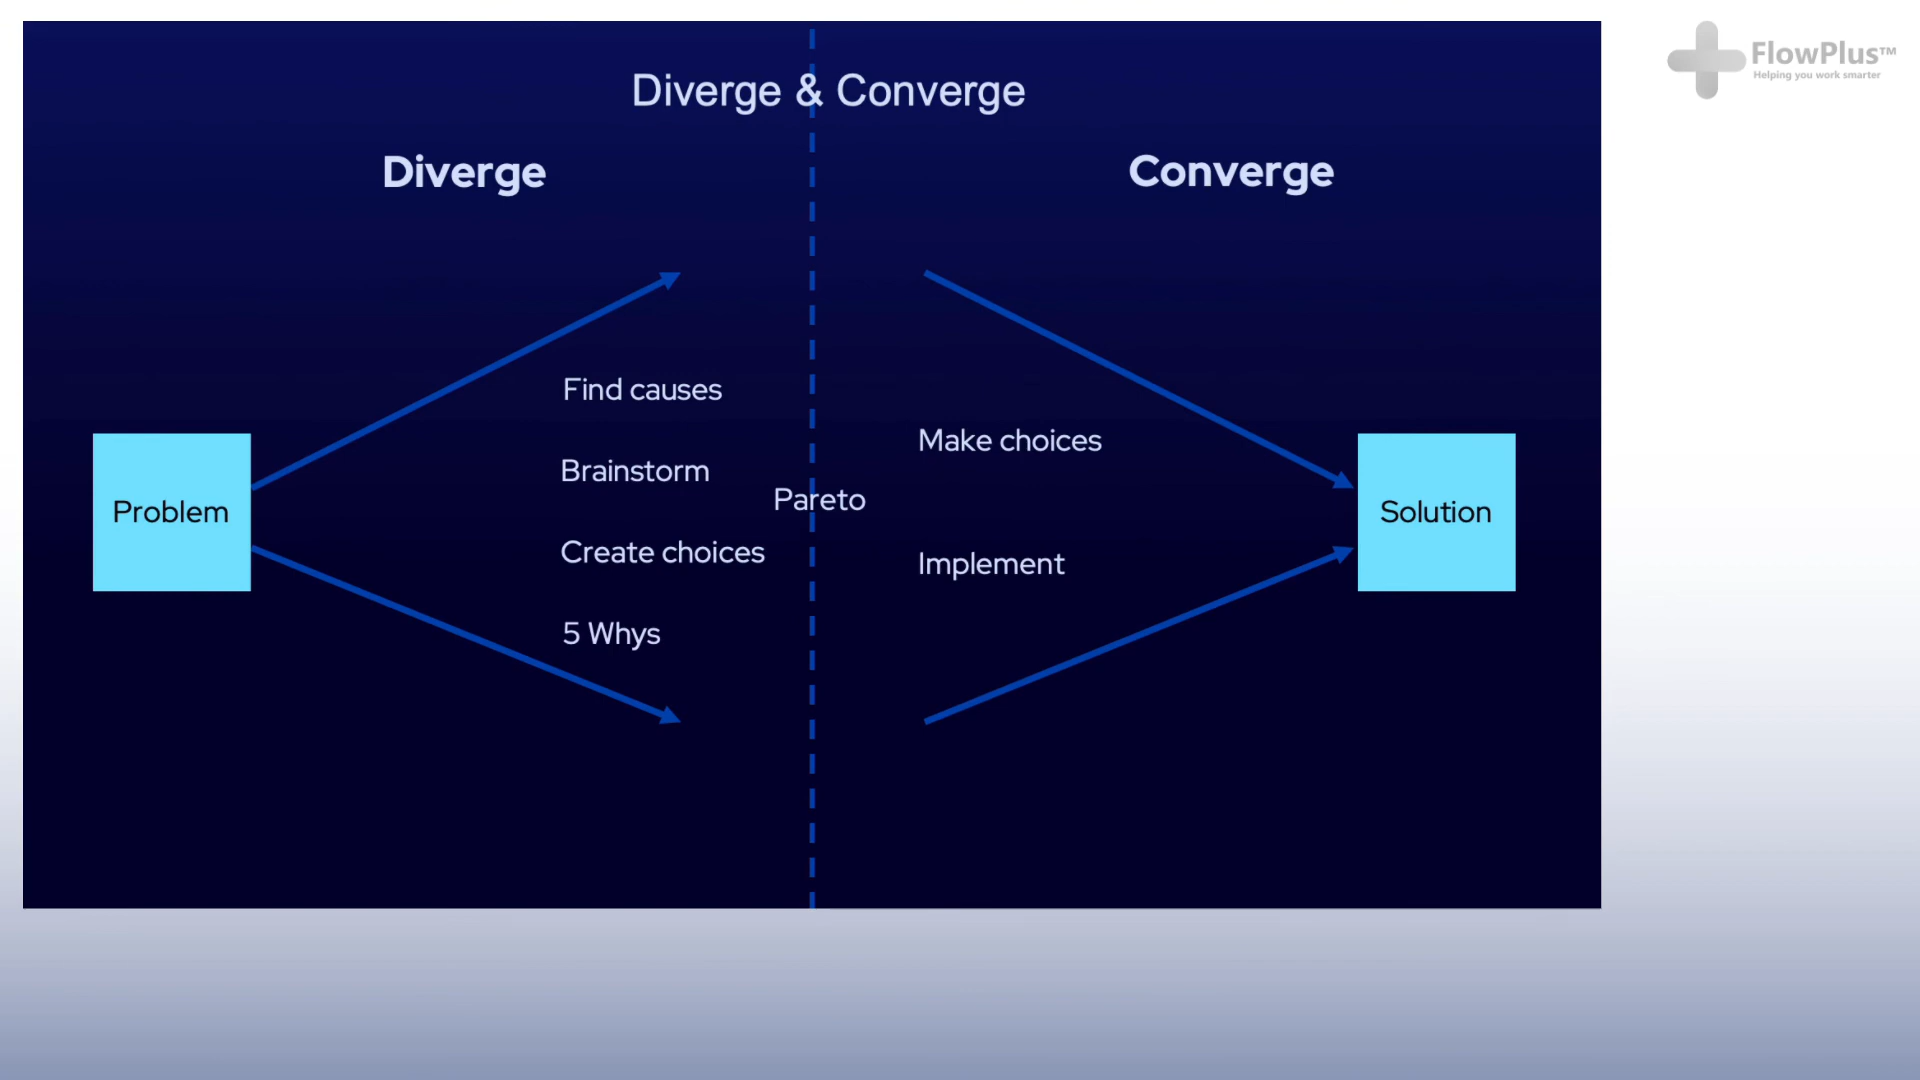 FlowPlus™
Helping you work smarter
Diverge & Converge
Diverge
Converge
Find causes
Brainstorm
Create choices
5 Whys
Pareto
Make choices
Implement
Problem
Solution